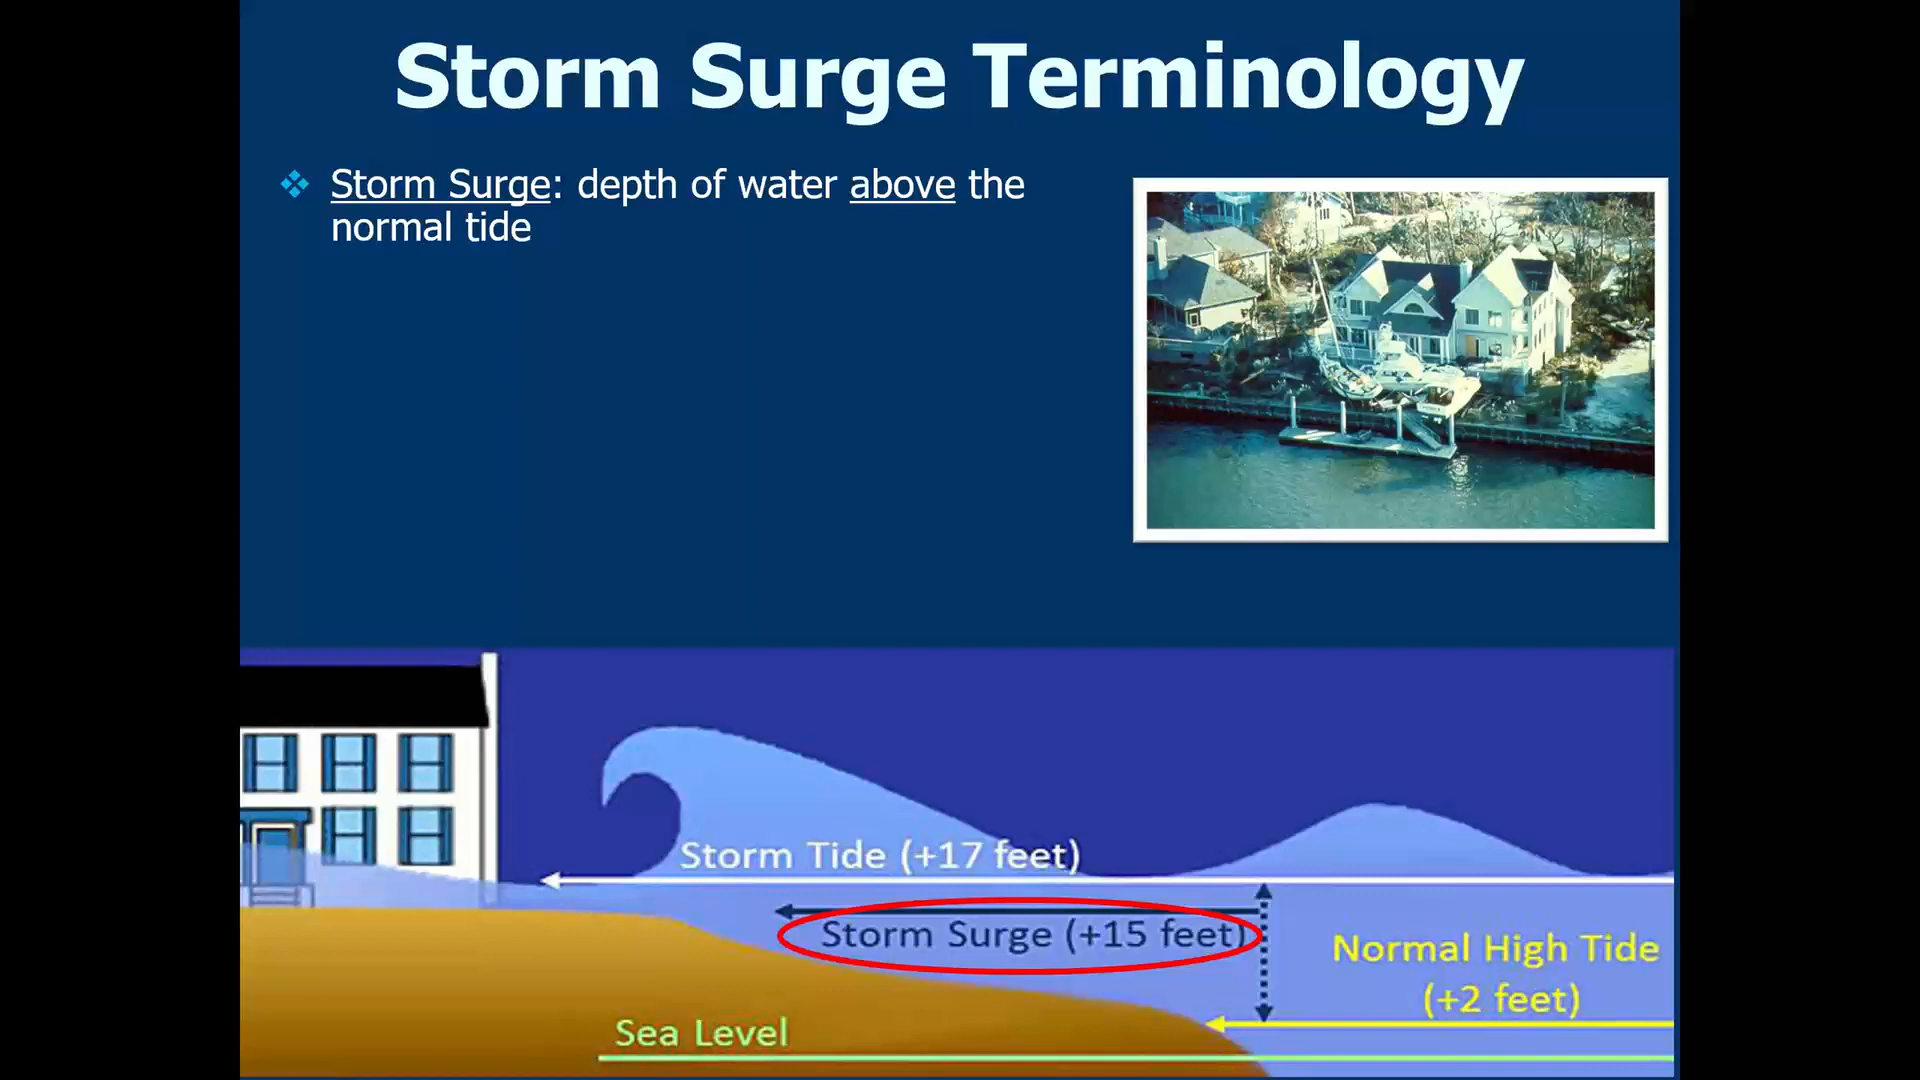 Storm Surge Terminology
Storm Surge: depth of water above the
normal tide
Storm Tide (+17 feet)
Storm Surge (+15 feet)
Normal High Tide
(+2 feet)
Sea Level